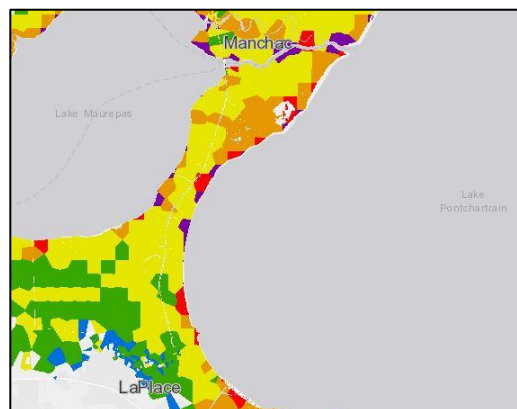 Manchac
Lake Maurepas
Lake
Pontchartrain
LaPlace